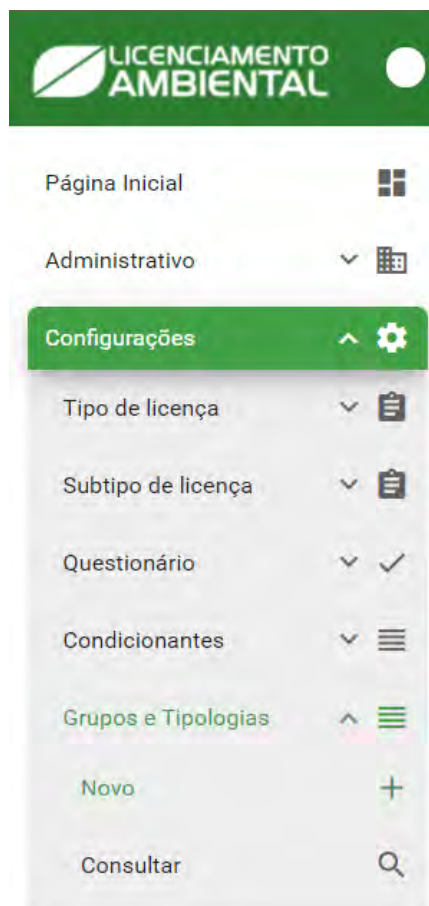 LICENCIAMENTO
AMBIENTAL
Página Inicial
Administrativo
Configurações
Tipo de licença
Subtipo de licença
Questionário
Condicionantes
Grupos e Tipologias
Novo
Consultar